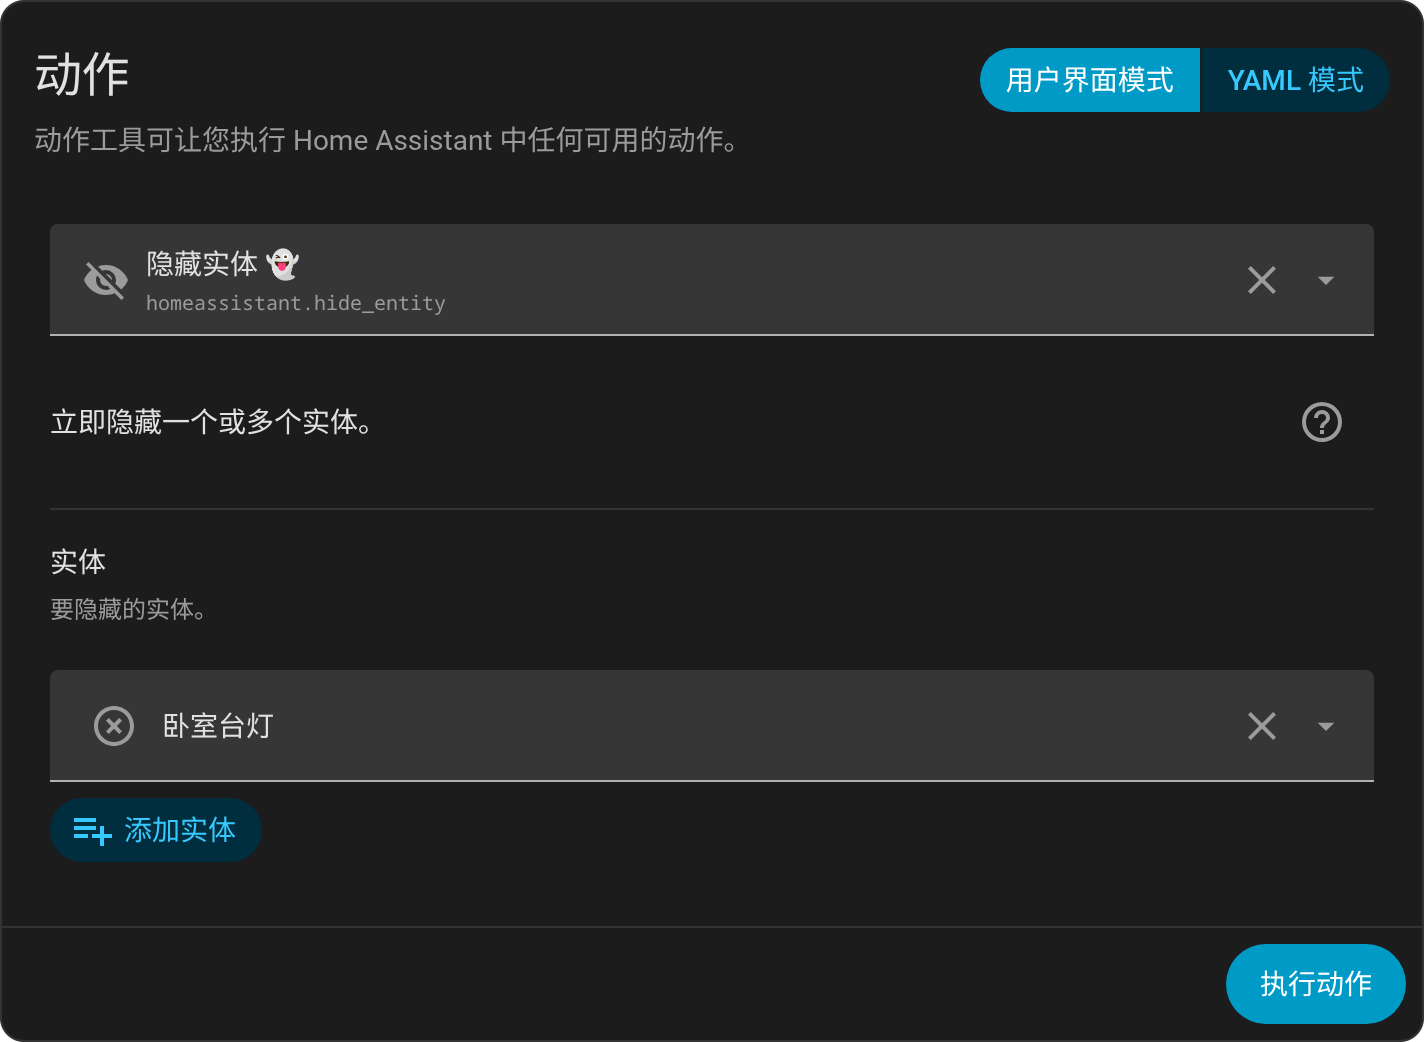 动作
用户界面模式
YAML 模式
动作工具可让您执行 Home Assistant 中任何可用的动作。
隐藏实体 👻
homeassistant.hide_entity
立即隐藏一个或多个实体。
实体
要隐藏的实体。
卧室台灯
添加实体
执行动作